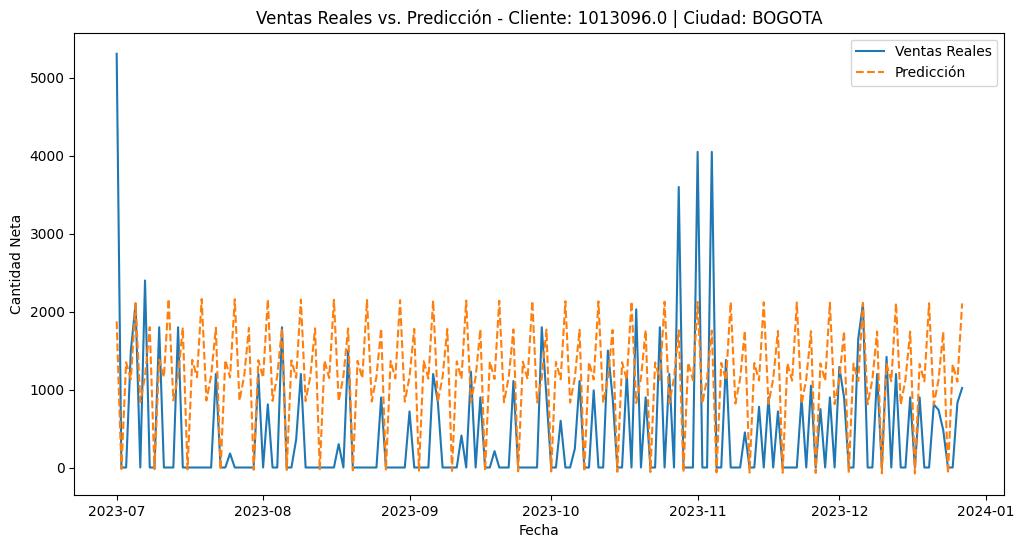 Ventas Reales vs. Predicción - Cliente: 1013096.0 | Ciudad: BOGOTA
Ventas Reales
Predicción
Cantidad Neta
5000
4000
3000
2000
1000
0
2023-07
2023-08
2023-09
2023-10
2023-11
2023-12
2024-01
Fecha